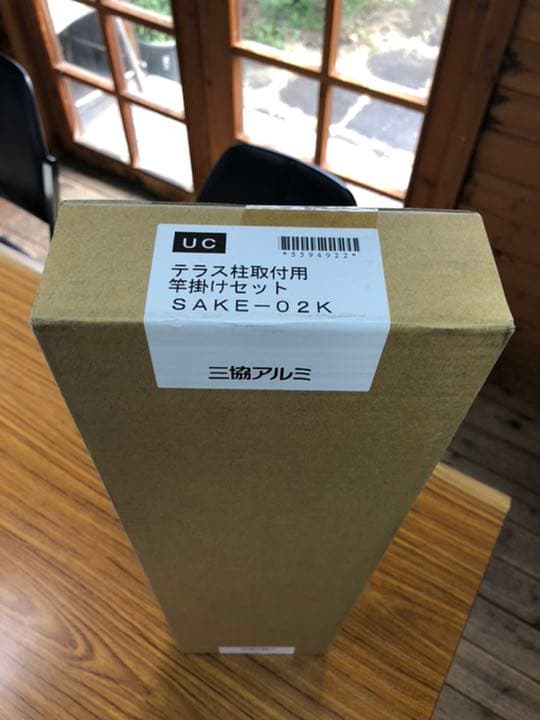 UC
*5594922*
テラス柱取付用
竿掛けセット
SAKE-02K
三協アルミ